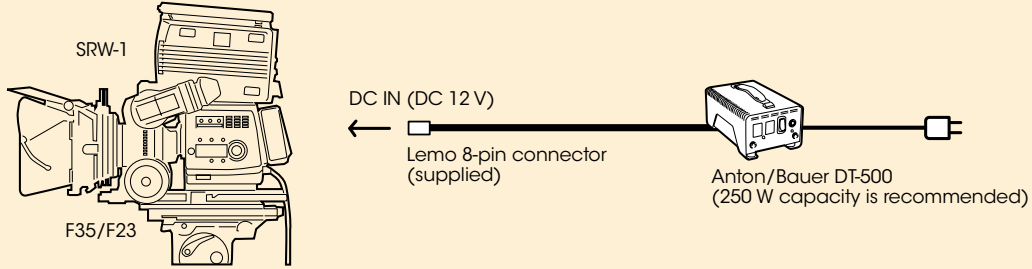 SRW-1
DC IN (DC 12 V)
Lemo 8-pin connector
(supplied)
Anton/Bauer DT-500
(250 W capacity is recommended)
F35/F23